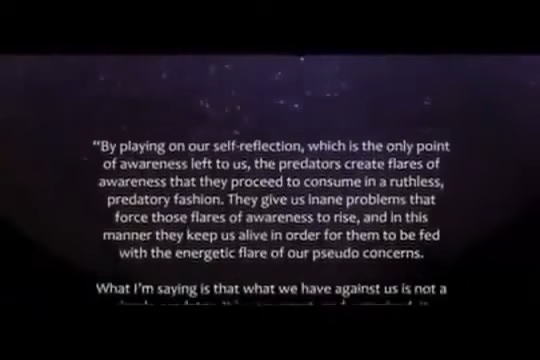 “By playing on our self-reflection, which is the only point
of awareness left to us, the predators create flares of
awareness that they proceed to consume in a ruthless,
predatory fashion. They give us inane problems that
force those flares of awareness to rise, and in this
manner they keep us alive in order for them to be fed
with the energetic flare of our pseudo concerns.
What I'm saying is that what we have against us is not a